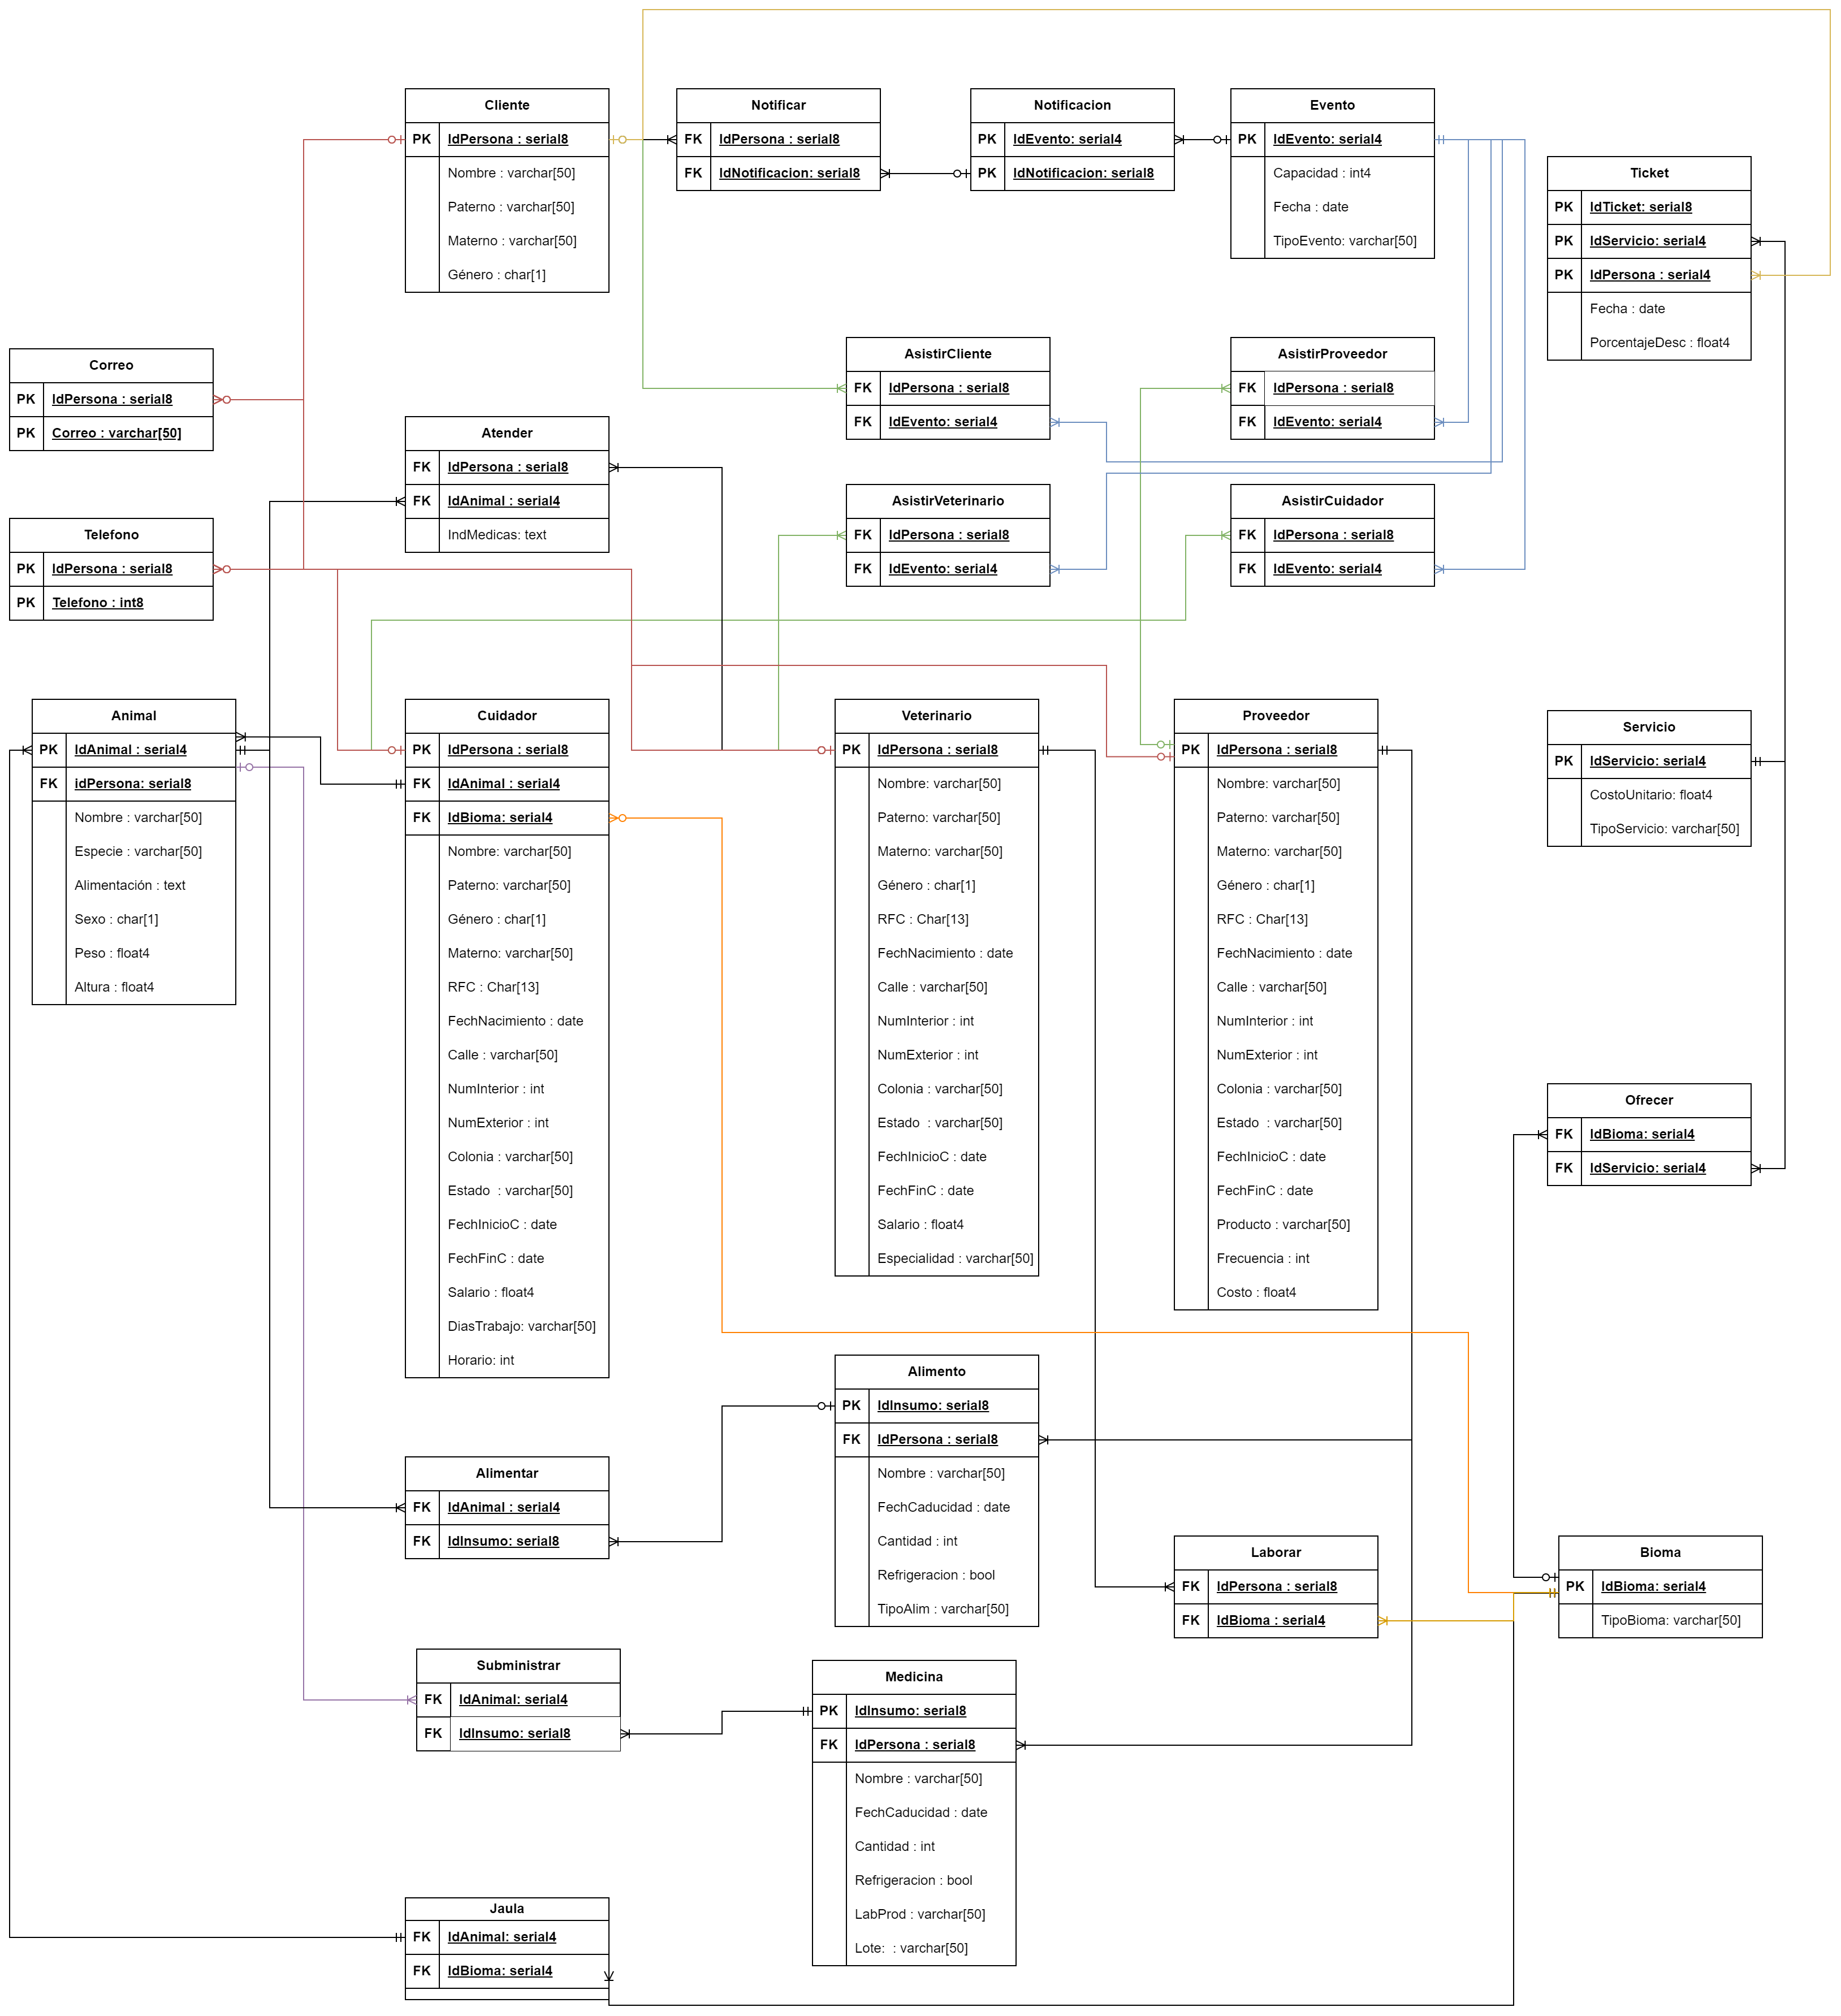 Cliente
PK IdPersona : serial8
Nombre : varchar[50]
Paterno : varchar[50]
Materno : varchar[50]
Género : char[1]
Notificar
FK IdPersona : serial8
FK IdNotificacion: serial8
Notificacion
PK IdEvento: serial4
PK IdNotificacion: serial8
Evento
PK IdEvento: serial4
Capacidad : int4
Fecha : date
TipoEvento: varchar[50]
Ticket
PK IdTicket: serial8
PK IdServicio: serial4
PK IdPersona : serial4
Fecha : date
PorcentajeDesc : float4
Correo
PK IdPersona : serial8
PK Correo : varchar[50]
Atender
FK IdPersona : serial8
FK IdAnimal : serial4
IndMedicas: text
AsistirCliente
FK IdPersona : serial8
FK IdEvento: serial4
AsistirProveedor
FK IdPersona : serial8
FK IdEvento: serial4
Telefono
PK IdPersona : serial8
PK Telefono : int8
AsistirVeterinario
FK IdPersona : serial8
FK IdEvento: serial4
AsistirCuidador
FK IdPersona : serial8
FK IdEvento: serial4
Animal
PK IdAnimal : serial4
FK idPersona: serial8
Nombre : varchar[50]
Especie : varchar[50]
Alimentación : text
Sexo : char[1]
Peso : float4
Altura : float4
Cuidador
PK IdPersona : serial8
FK IdAnimal : serial4
FK IdBioma: serial4
Nombre: varchar[50]
Paterno: varchar[50]
Género : char[1]
Materno: varchar[50]
RFC : Char[13]
FechNacimiento : date
Calle : varchar[50]
NumInterior : int
NumExterior : int
Colonia : varchar[50]
Estado  : varchar[50]
FechInicioC : date
FechFinC : date
Salario : float4
DiasTrabajo: varchar[50]
Horario: int
Veterinario
PK IdPersona : serial8
Nombre: varchar[50]
Paterno: varchar[50]
Materno: varchar[50]
Género : char[1]
RFC : Char[13]
FechNacimiento : date
Calle : varchar[50]
NumInterior : int
NumExterior : int
Colonia : varchar[50]
Estado  : varchar[50]
FechInicioC : date
FechFinC : date
Salario : float4
Especialidad : varchar[50]
Proveedor
PK IdPersona : serial8
Nombre: varchar[50]
Paterno: varchar[50]
Materno: varchar[50]
Género : char[1]
RFC : Char[13]
FechNacimiento : date
Calle : varchar[50]
NumInterior : int
NumExterior : int
Colonia : varchar[50]
Estado  : varchar[50]
FechInicioC : date
FechFinC : date
Producto : varchar[50]
Frecuencia : int
Costo : float4
Servicio
PK IdServicio: serial4
CostoUnitario: float4
TipoServicio: varchar[50]
Ofrecer
FK IdBioma: serial4
FK IdServicio: serial4
Alimento
PK IdInsumo: serial8
FK IdPersona : serial8
Nombre : varchar[50]
FechCaducidad : date
Cantidad : int
Refrigeracion : bool
TipoAlim : varchar[50]
Alimentar
FK IdAnimal : serial4
FK IdInsumo: serial8
Laborar
FK IdPersona : serial8
FK IdBioma : serial4
Bioma
PK IdBioma: serial4
TipoBioma: varchar[50]
Subministrar
FK IdAnimal: serial4
FK IdInsumo: serial8
Medicina
PK IdInsumo: serial8
FK IdPersona : serial8
Nombre : varchar[50]
FechCaducidad : date
Cantidad : int
Refrigeracion : bool
LabProd : varchar[50]
Lote:  : varchar[50]
Jaula
FK IdAnimal: serial4
FK IdBioma: serial4